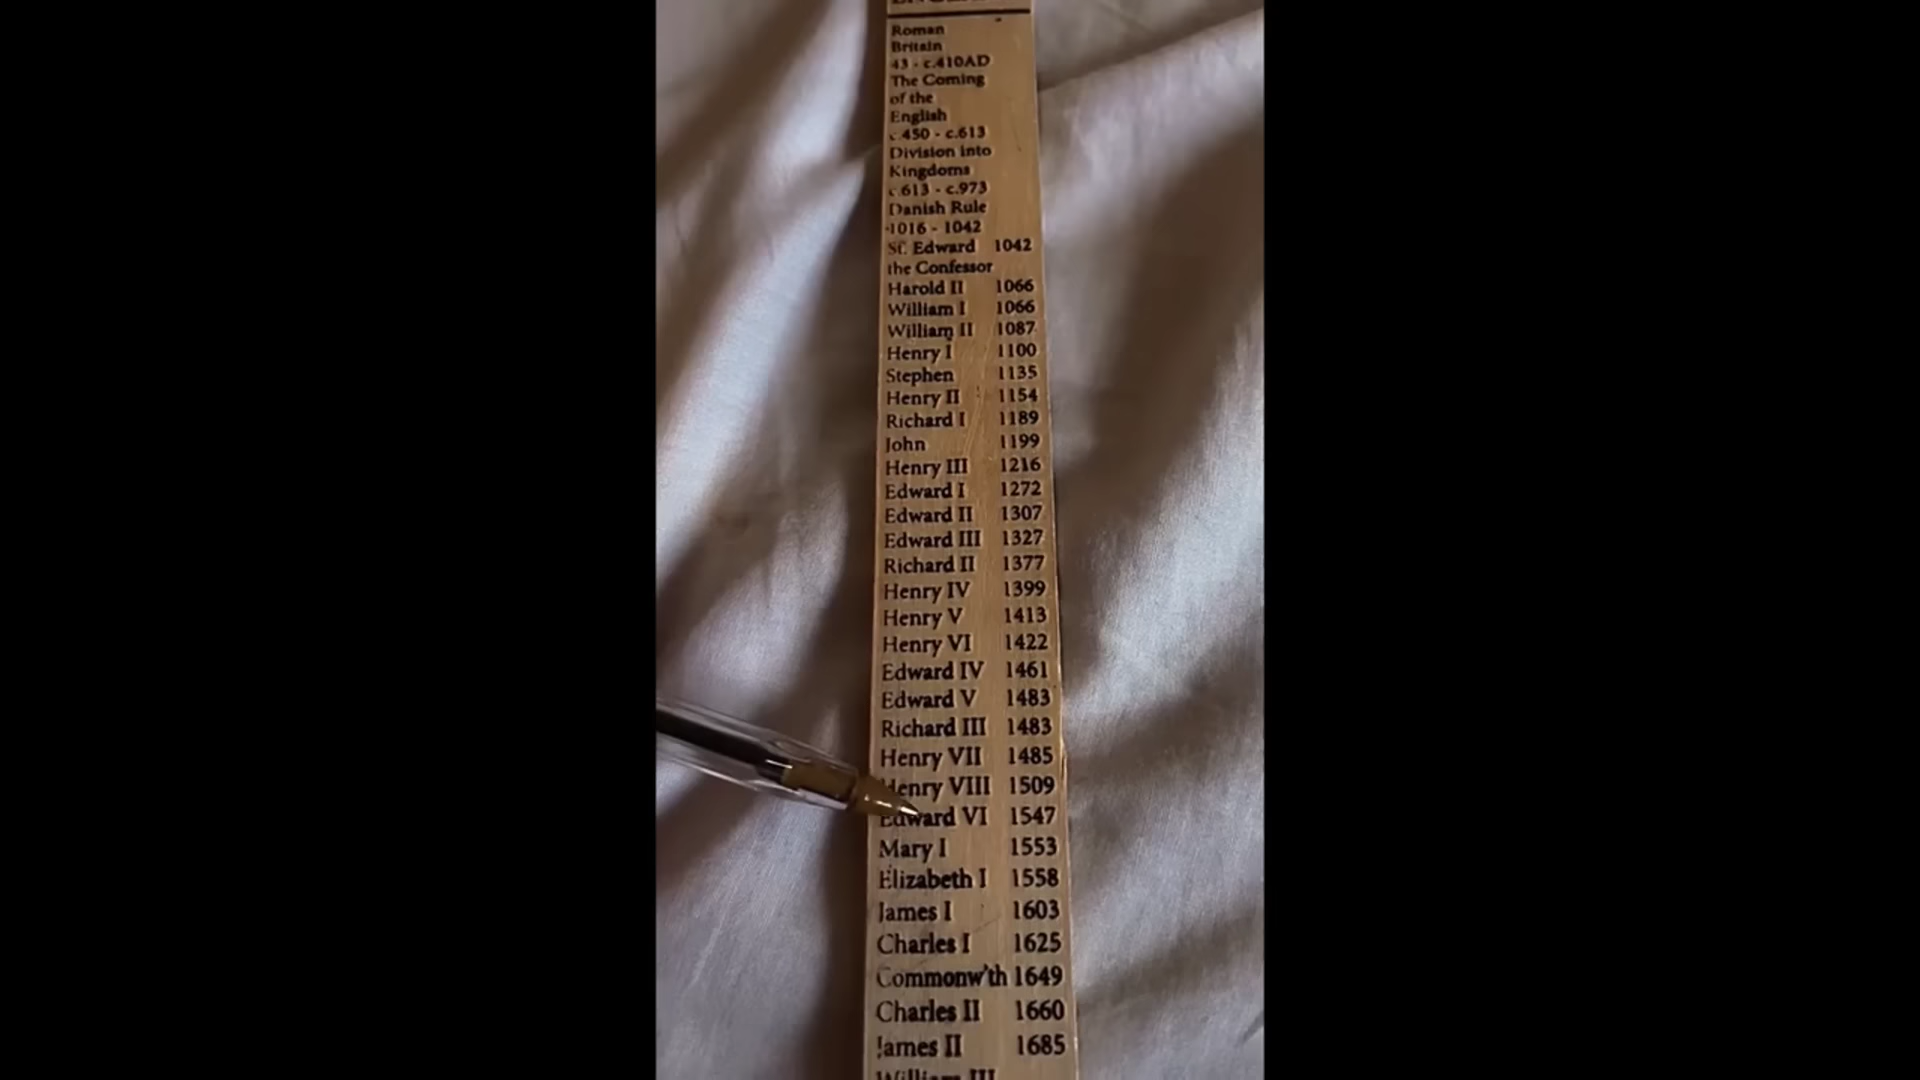 Roman
Britain
43 - c.410AD
The Coming
of the
English
c.450 - c.613
Division into
Kingdoms
c.613 - c.973
Danish Rule
1016 - 1042
St. Edward 1042
the Confessor
Harold II 1066
William I 1066
William II 1087
Henry I 1100
Stephen 1135
Henry II 1154
Richard I 1189
John 1199
Henry III 1216
Edward I 1272
Edward II 1307
Edward III 1327
Richard II 1377
Henry IV 1399
Henry V 1413
Henry VI 1422
Edward IV 1461
Edward V 1483
Richard III 1483
Henry VII 1485
Henry VIII 1509
Edward VI 1547
Mary I 1553
Elizabeth I 1558
James I 1603
Charles I 1625
Commonw'th 1649
Charles II 1660
James II 1685
William III